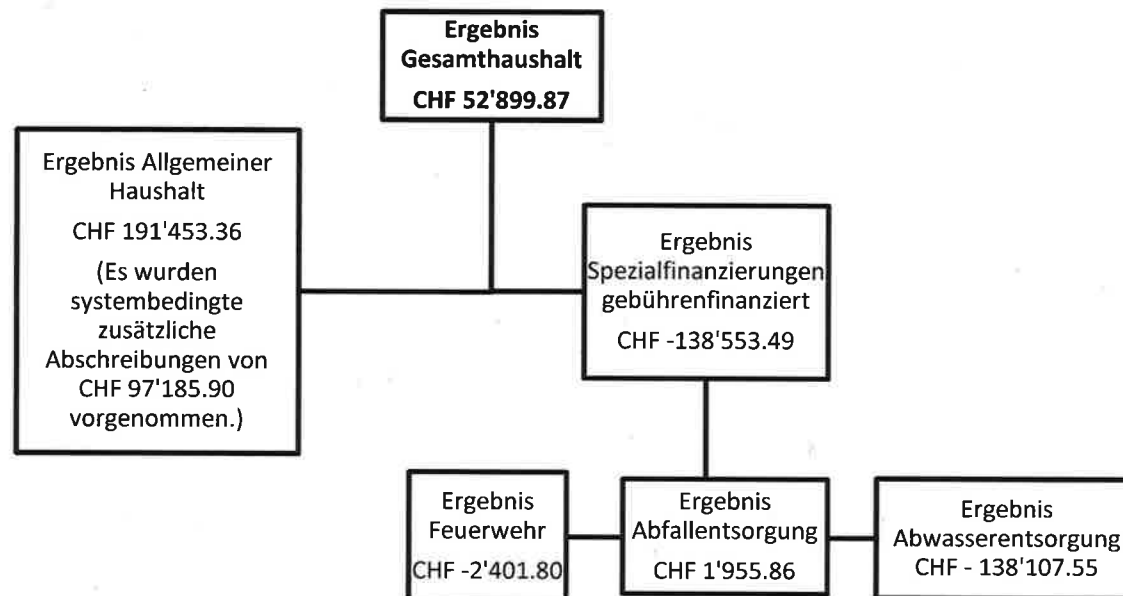 Ergebnis
Gesamthaushalt
CHF 52'899.87
Ergebnis Allgemeiner
Haushalt
CHF 191'453.36
(Es wurden
systembedingte
zusätzliche
Abschreibungen von
CHF 97'185.90
vorgenommen.)
Ergebnis
Spezialfinanzierungen
gebührenfinanziert
CHF -138'553.49
Ergebnis
Feuerwehr
CHF -2'401.80
Ergebnis
Abfallentsorgung
CHF 1'955.86
Ergebnis
Abwasserentsorgung
CHF - 138'107.55